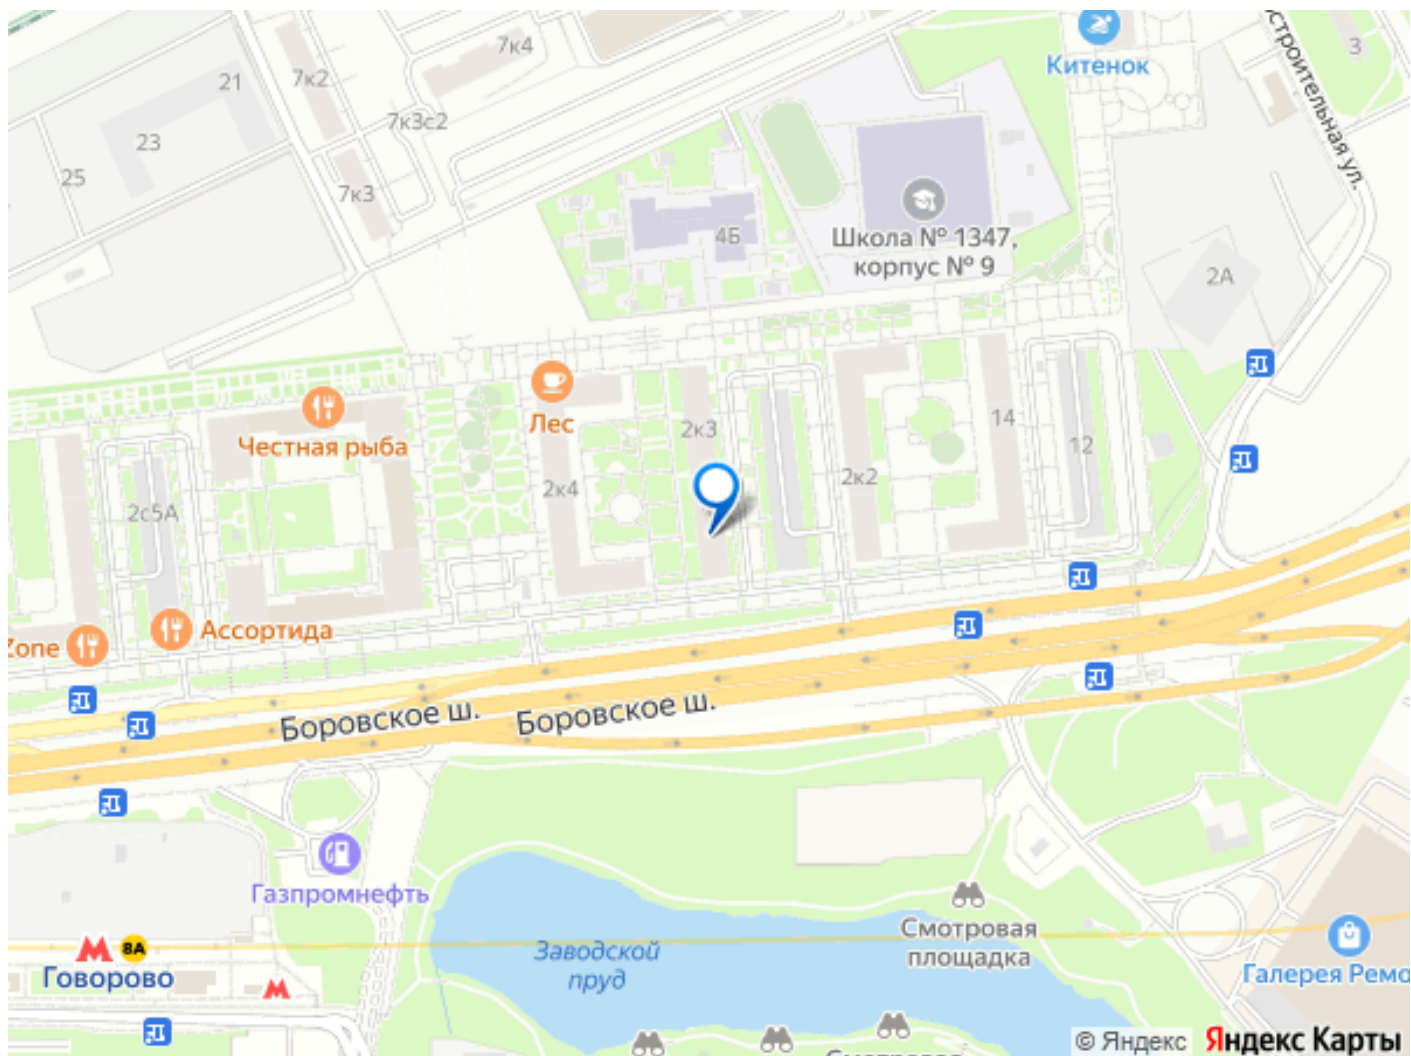 7к4
7к2
21
Китенок
3
строительная ул.
7к3с2
23
25
7к3
4Б
Школа № 1347,
корпус № 9
2А
Лес
2к3
Честная рыба
14
12
2к4
2к2
2с5А
Zone
Ассортида
Боровское ш.
Боровское ш.
Газпромнефть
8А
Говорово
Заводской
пруд
Смотровая
площадка
Галерея Ремо
Смотровая
© Яндекс Яндекс Карты